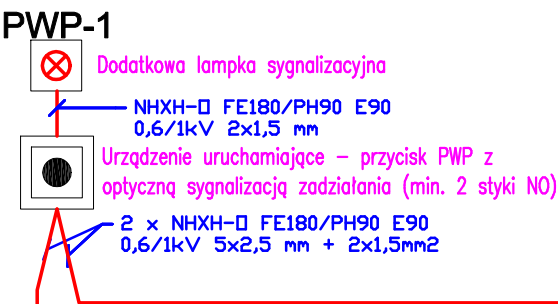 PWP-1
Dodatkowa lampka sygnalizacyjna
NHXH-O FE180/PH90 E90
0,6/1kV 2x1,5 mm
Urządzenie uruchamiające – przycisk PWP z
optyczną sygnalizacją zadziałania (min. 2 styki NO)
2 x NHXH-O FE180/PH90 E90
0,6/1kV 5x2,5 mm + 2x1,5mm2